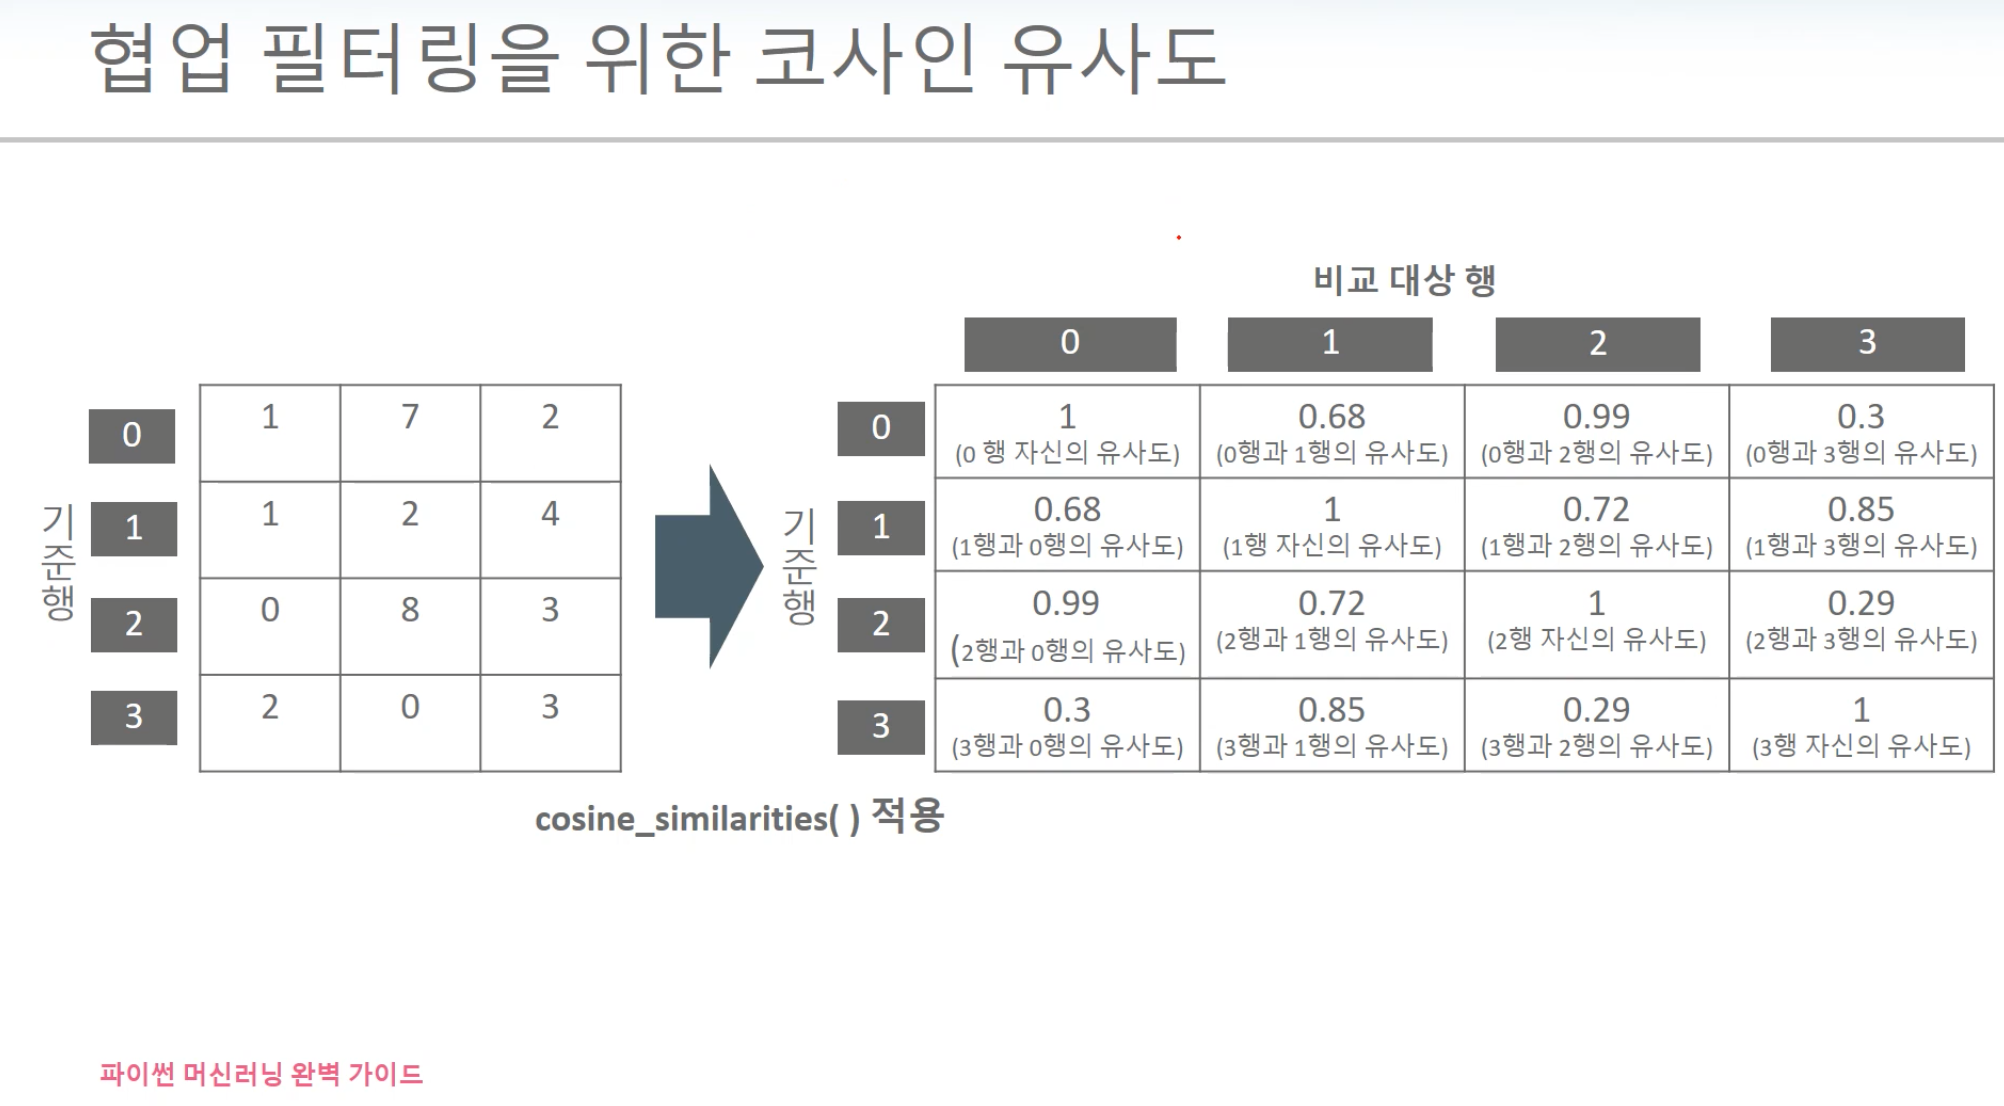 협업 필터링을 위한 코사인 유사도
비교 대상 행
0 1 2 3
기준행
0 1 7 2
1 1 2 4
2 0 8 3
3 2 0 3
기준행
0 1 0.68 0.99 0.3
(0 행 자신의 유사도) (0행과 1행의 유사도) (0행과 2행의 유사도) (0행과 3행의 유사도)
1 0.68 1 0.72 0.85
(1행과 0행의 유사도) (1행 자신의 유사도) (1행과 2행의 유사도) (1행과 3행의 유사도)
2 0.99 0.72 1 0.29
(2행과 0행의 유사도) (2행과 1행의 유사도) (2행 자신의 유사도) (2행과 3행의 유사도)
3 0.3 0.85 0.29 1
(3행과 0행의 유사도) (3행과 1행의 유사도) (3행과 2행의 유사도) (3행 자신의 유사도)
cosine_similarities( ) 적용
파이썬 머신러닝 완벽 가이드